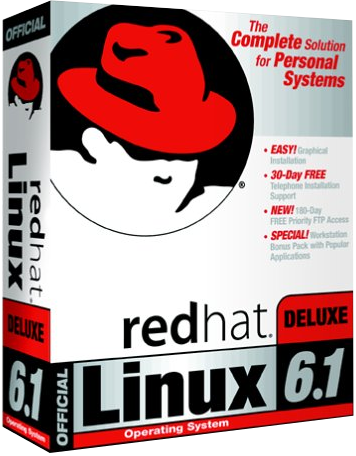 OFFICIAL
redhat
Linux
DELUXE
6.1
Operating System
The
Complete Solution
for Personal
Systems
• EASY! Graphical
Installation
• 30-Day FREE
Telephone Installation
Support
• NEW! 180-Day
FREE Priority FTP Access
• SPECIAL! Workstation
Bonus Pack with Popular
Applications
®
redhat®
DELUXE
OFFICIAL
Linux 6.1
Operating System